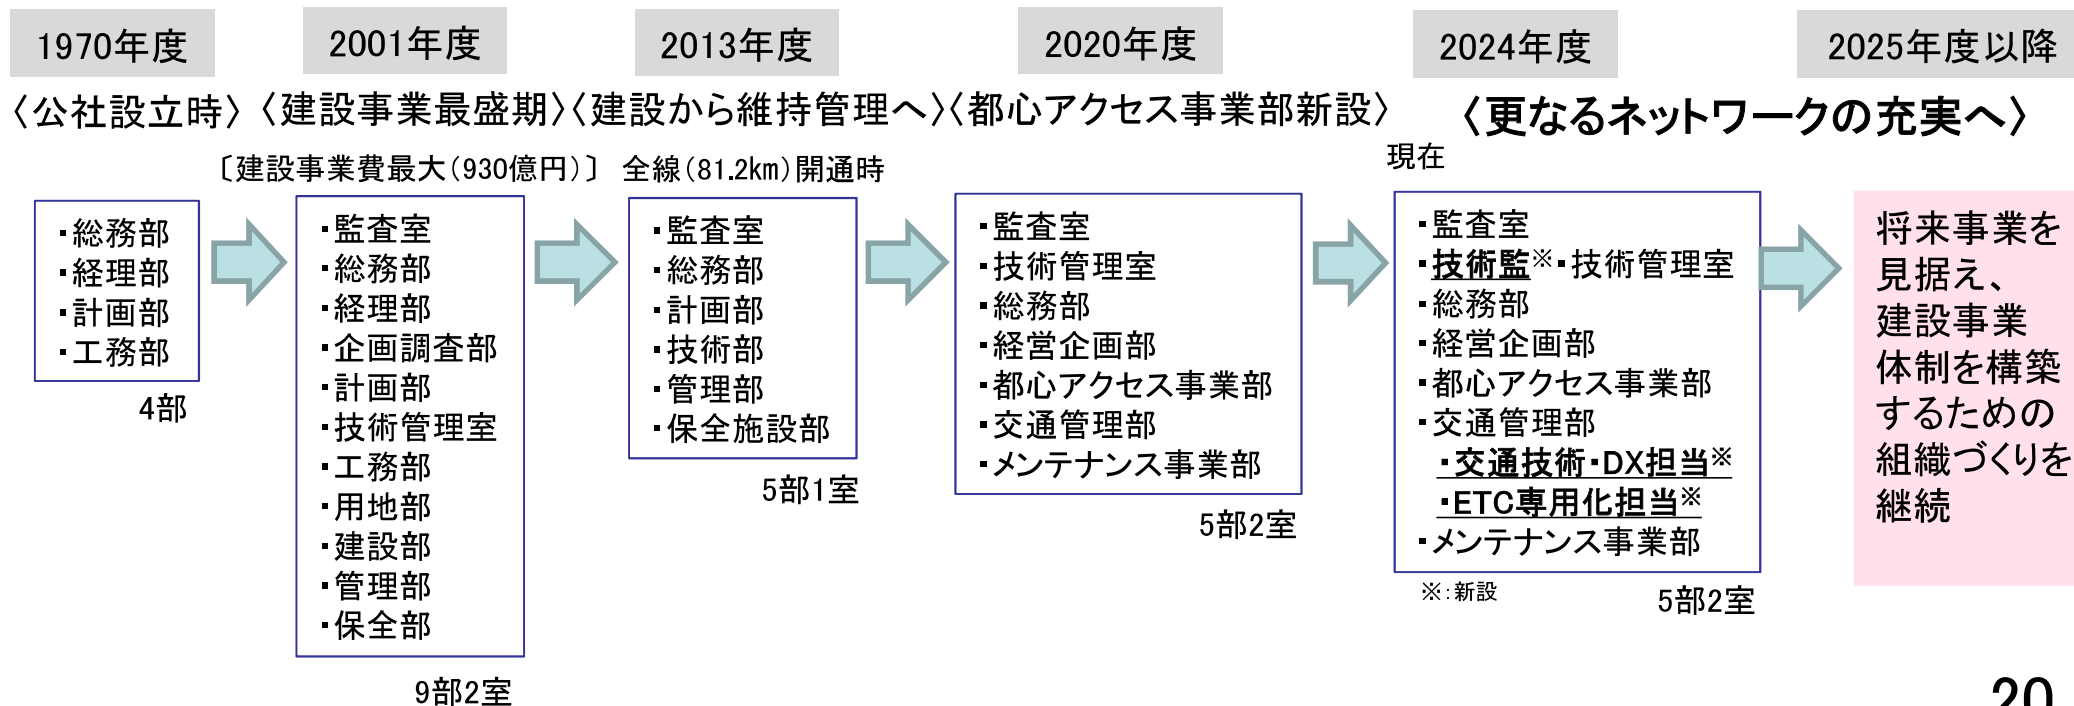 1970年度
〈公社設立時〉
・総務部
・経理部
・計画部
・工務部
4部
2001年度
〈建設事業最盛期〉
〔建設事業費最大(930億円)〕
・監査室
・総務部
・経理部
・企画調査部
・計画部
・技術管理室
・工務部
・用地部
・建設部
・管理部
・保全部
9部2室
2013年度
〈建設から維持管理へ〉
全線(81.2㎞)開通時
・監査室
・総務部
・計画部
・技術部
・管理部
・保全施設部
5部1室
2020年度
〈都心アクセス事業部新設〉
・監査室
・技術管理室
・総務部
・経営企画部
・都心アクセス事業部
・交通管理部
・メンテナンス事業部
5部2室
2024年度
〈更なるネットワークの充実へ〉
現在
・監査室
・技術監※・技術管理室
・総務部
・経営企画部
・都心アクセス事業部
・交通管理部
・交通技術・DX担当※
・ETC専用化担当※
・メンテナンス事業部
※:新設
5部2室
2025年度以降
将来事業を
見据え、
建設事業
体制を構築
するための
組織づくりを
継続
20